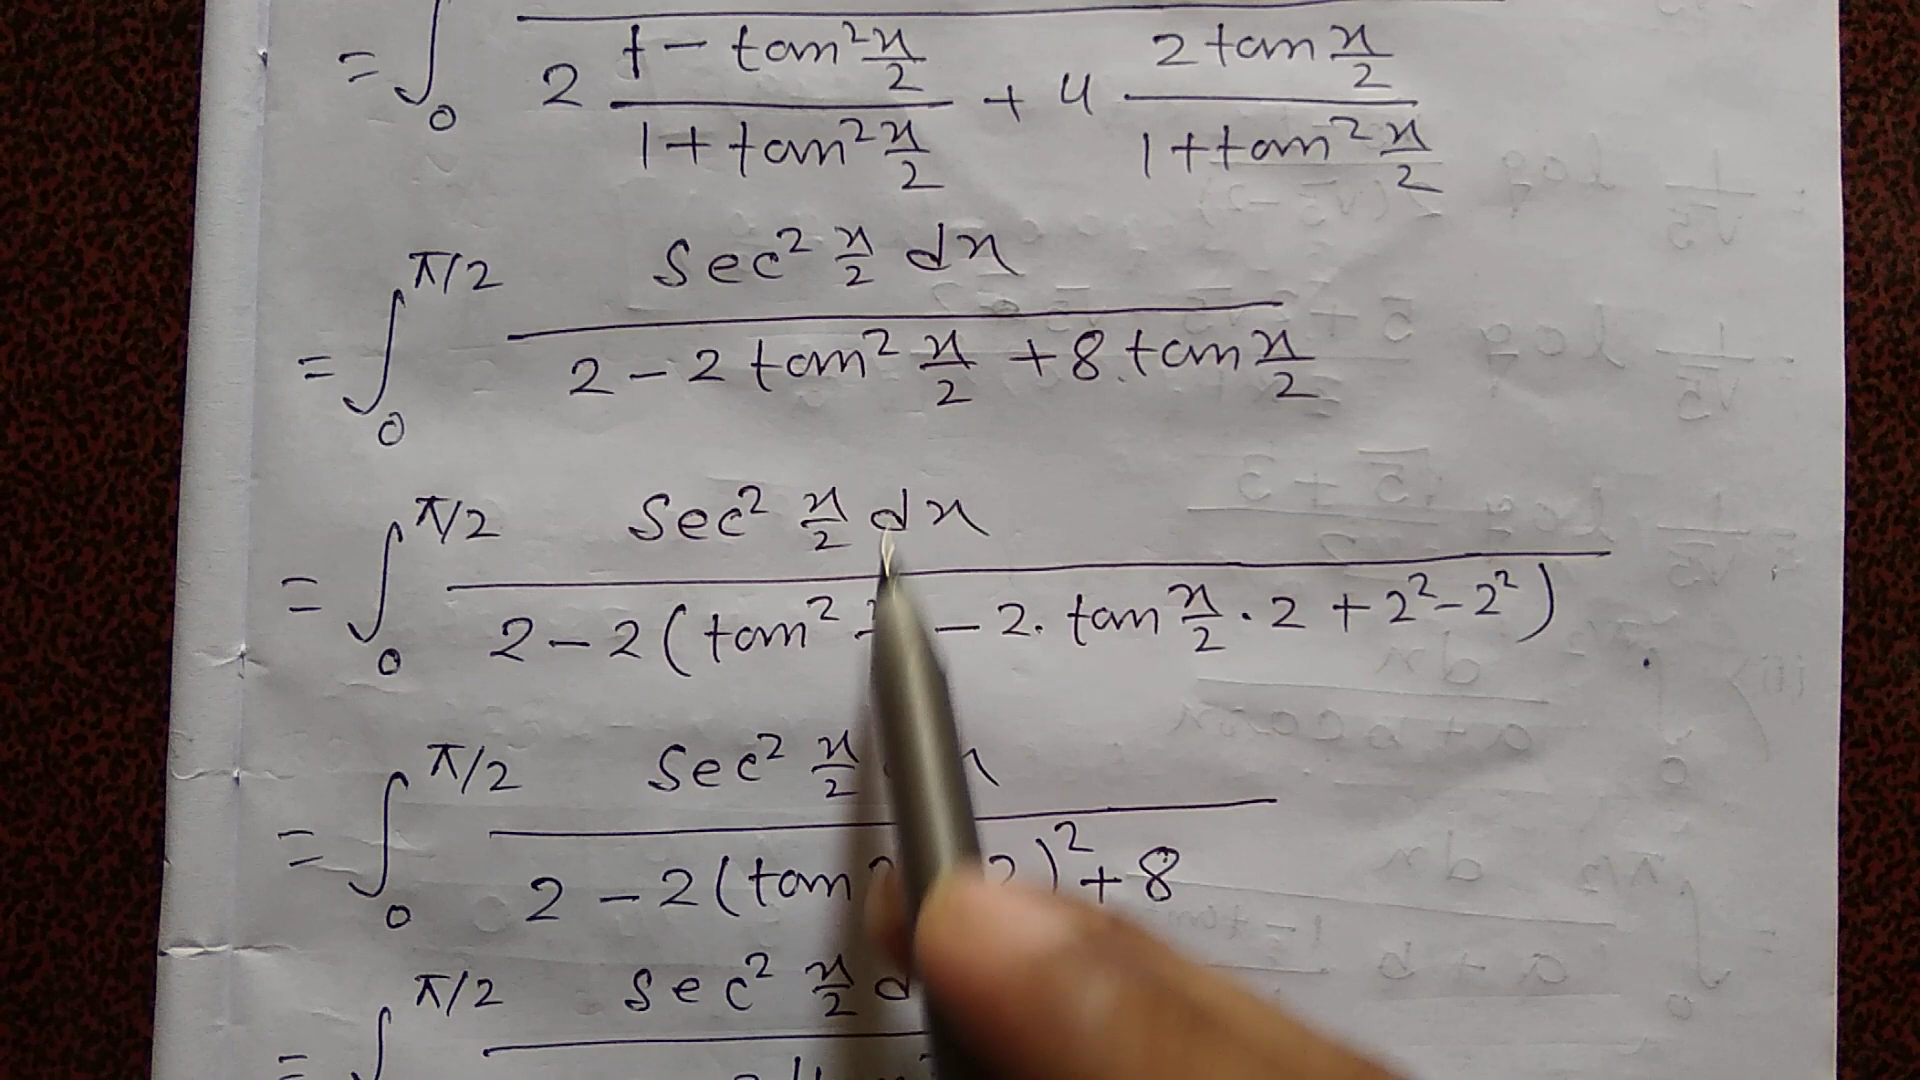 = ∫₀ 2 (1 - tan² x/2)/(1 + tan² x/2) + 4 (2 tan x/2)/(1 + tan² x/2)
= ∫₀^π/2 (sec² x/2 dx)/(2 - 2 tan² x/2 + 8 tan x/2)
= ∫₀^π/2 (sec² x/2 dx)/(2 - 2(tan² - 2. tan x/2 . 2 + 2² - 2²))
= ∫₀^π/2 (sec² x/2)/(2 - 2(tan 2)² + 8)
= ∫^π/2 sec² x/2 d